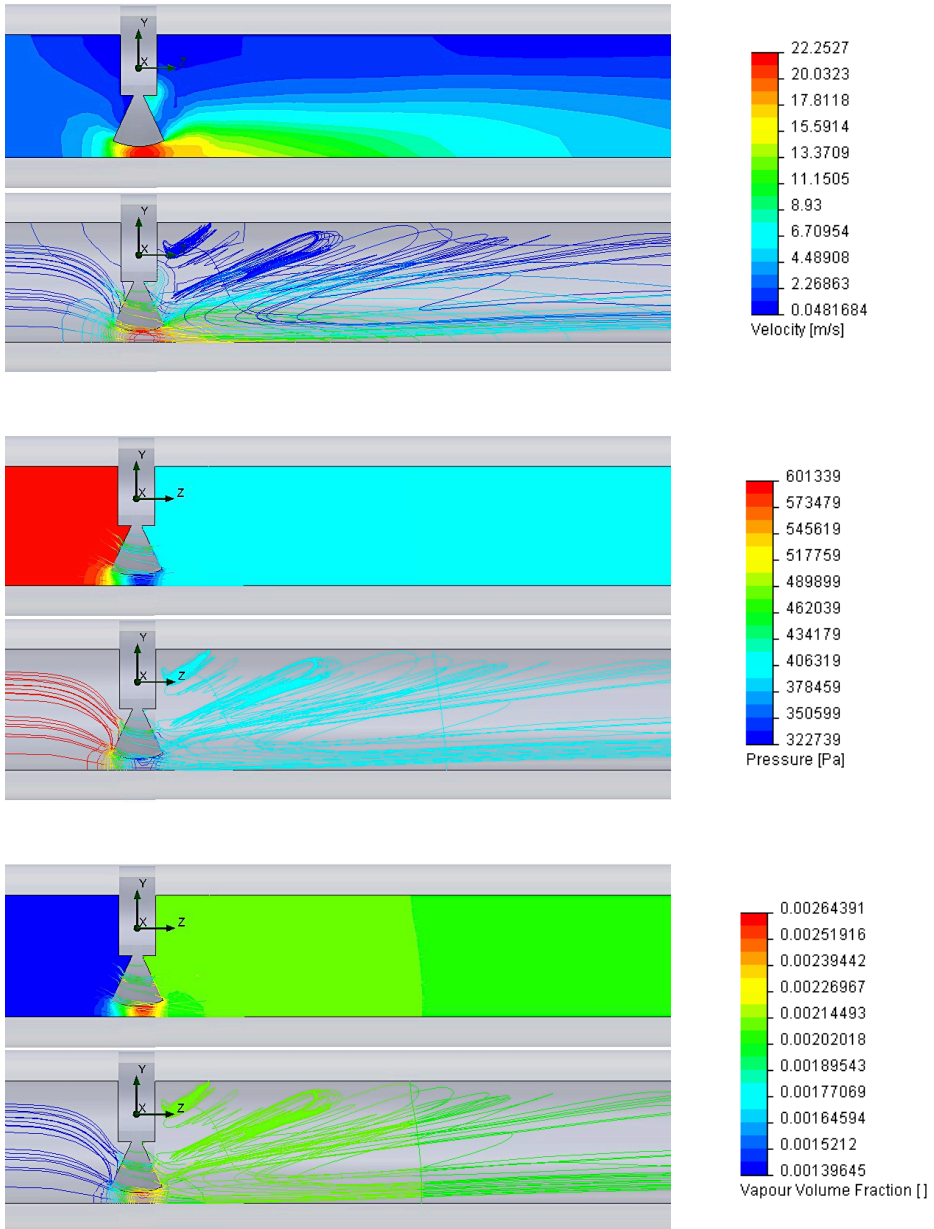 Y
X
22.2527
20.0323
17.8118
15.5914
13.3709
11.1505
8.93
6.70954
4.48908
2.26863
0.0481684
Velocity [m/s]
Y
X
Y
X
Z
601339
573479
545619
517759
489899
462039
434179
406319
378459
350599
322739
Pressure [Pa]
Y
X
Z
Y
X
Z
0.00264391
0.00251916
0.00239442
0.00226967
0.00214493
0.00202018
0.00189543
0.00177069
0.00164594
0.0015212
0.00139645
Vapour Volume Fraction [ ]
Y
X
Z